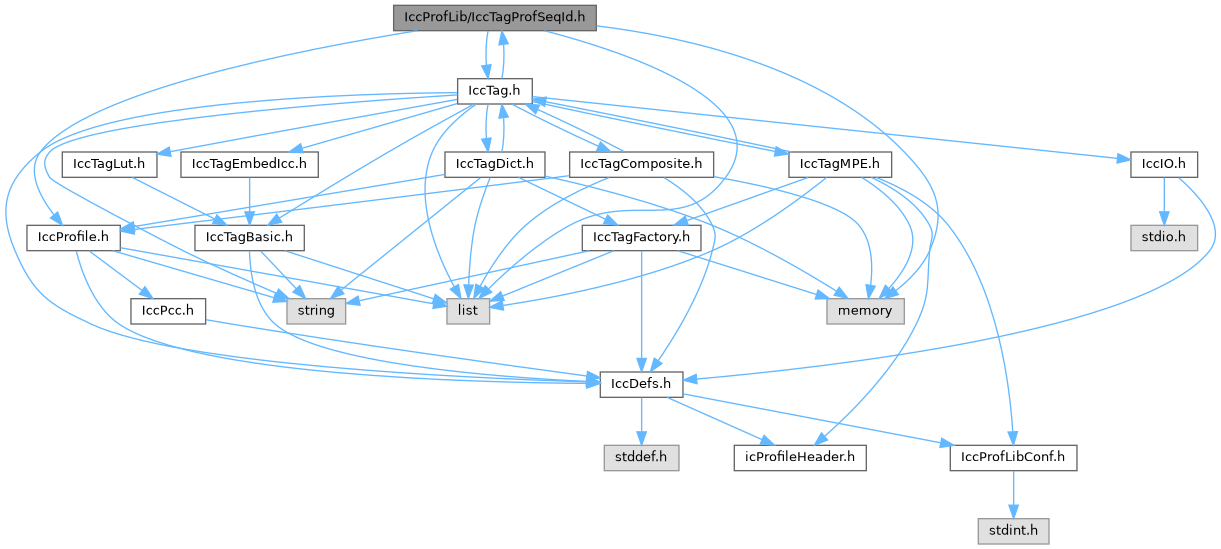 IccProfLib/IccTagProfSeqId.h
IccTag.h
IccTagLut.h
IccTagEmbedIcc.h
IccTagDict.h
IccTagComposite.h
IccTagMPE.h
IccIO.h
IccProfile.h
IccTagBasic.h
IccTagFactory.h
stdio.h
IccPcc.h
string
list
memory
IccDefs.h
stddef.h
icProfileHeader.h
IccProfLibConf.h
stdint.h